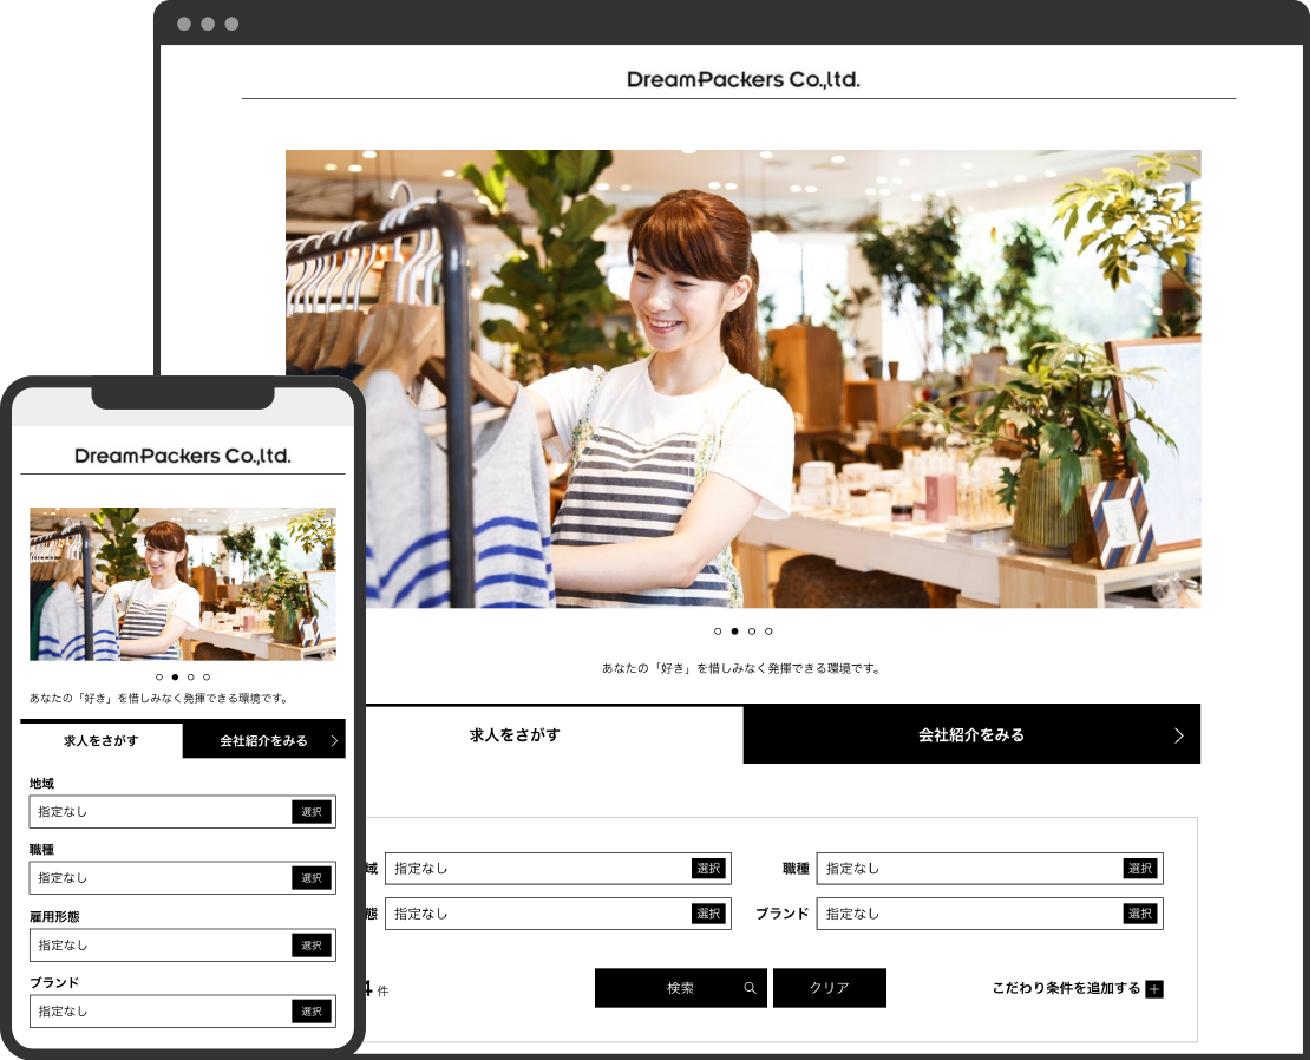 DreamPackers Co.,ltd.
あなたの「好き」を惜しみなく発揮できる環境です。
求人をさがす
会社紹介をみる
域 指定なし 選択
職種 指定なし 選択
態 指定なし 選択
ブランド 指定なし 選択
4 件
検索
クリア
こだわり条件を追加する
DreamPackers Co.,ltd.
あなたの「好き」を惜しみなく発揮できる環境です。
求人をさがす
会社紹介をみる
地域
指定なし 選択
職種
指定なし 選択
雇用形態
指定なし 選択
ブランド
指定なし 選択